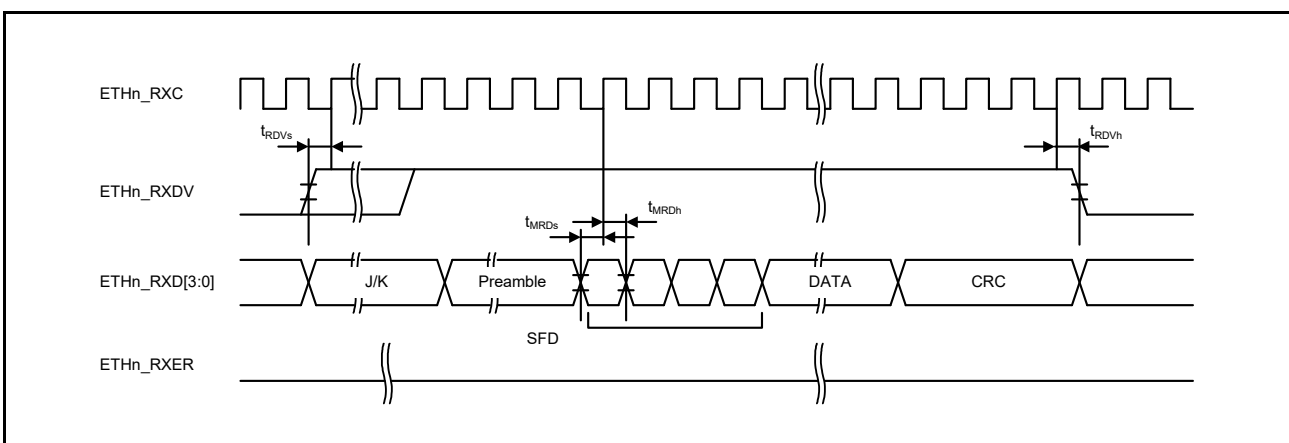 ETHn_RXC
tRDVs
tRDVh
ETHn_RXDV
tMRDs
tMRDh
ETHn_RXD[3:0]
J/K
Preamble
DATA
CRC
SFD
ETHn_RXER